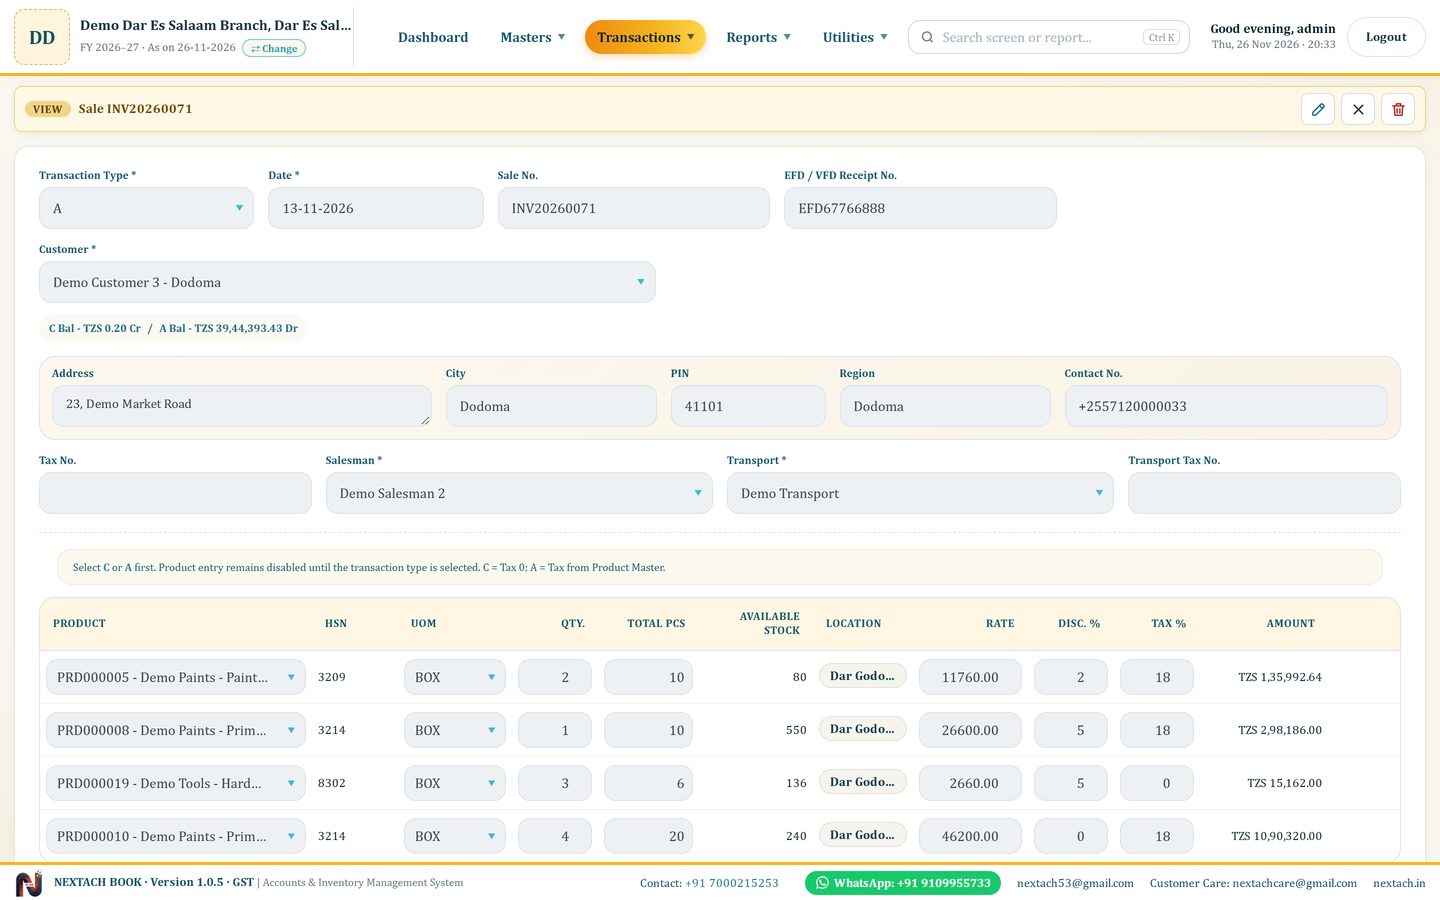 DD
Demo Dar Es Salaam Branch, Dar Es Sal...
FY 2026–27 · As on 26-11-2026 ⇄ Change
Dashboard Masters Transactions Reports Utilities
Search screen or report... Ctrl K
Good evening, admin
Thu, 26 Nov 2026 · 20:33
Logout
VIEW Sale INV20260071
Transaction Type * Date * Sale No. EFD / VFD Receipt No.
A 13-11-2026 INV20260071 EFD67766888
Customer *
Demo Customer 3 - Dodoma
C Bal - TZS 0.20 Cr / A Bal - TZS 39,44,393.43 Dr
Address City PIN Region Contact No.
23, Demo Market Road Dodoma 41101 Dodoma +2557120000033
Tax No. Salesman * Transport * Transport Tax No.
Demo Salesman 2 Demo Transport
Select C or A first. Product entry remains disabled until the transaction type is selected. C = Tax 0; A = Tax from Product Master.
PRODUCT HSN UOM QTY. TOTAL PCS AVAILABLE STOCK LOCATION RATE DISC. % TAX % AMOUNT
PRD000005 - Demo Paints - Paint... 3209 BOX 2 10 80 Dar Godo... 11760.00 2 18 TZS 1,35,992.64
PRD000008 - Demo Paints - Prim... 3214 BOX 1 10 550 Dar Godo... 26600.00 5 18 TZS 2,98,186.00
PRD000019 - Demo Tools - Hard... 8302 BOX 3 6 136 Dar Godo... 2660.00 5 0 TZS 15,162.00
PRD000010 - Demo Paints - Prim... 3214 BOX 4 20 240 Dar Godo... 46200.00 0 18 TZS 10,90,320.00
NEXTACH BOOK · Version 1.0.5 · GST | Accounts & Inventory Management System
Contact: +91 7000215253 WhatsApp: +91 9109955733 nextach53@gmail.com Customer Care: nextachcare@gmail.com nextach.in